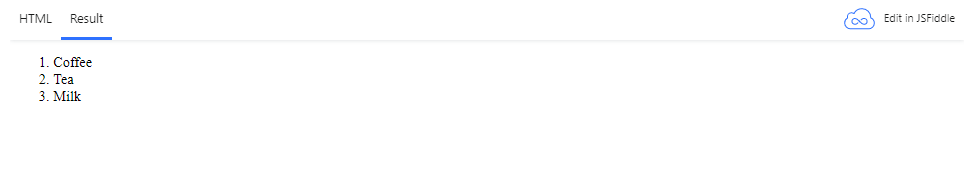 HTML Result Edit in JSFiddle
1. Coffee
2. Tea
3. Milk